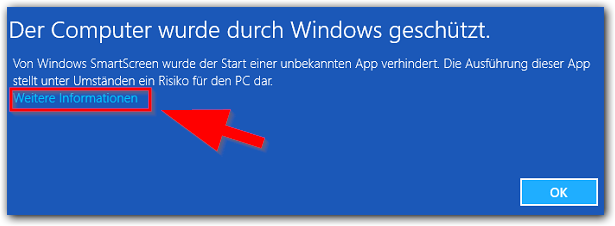 Der Computer wurde durch Windows geschützt.
Von Windows SmartScreen wurde der Start einer unbekannten App verhindert. Die Ausführung dieser App
stellt unter Umständen ein Risiko für den PC dar.
Weitere Informationen
OK